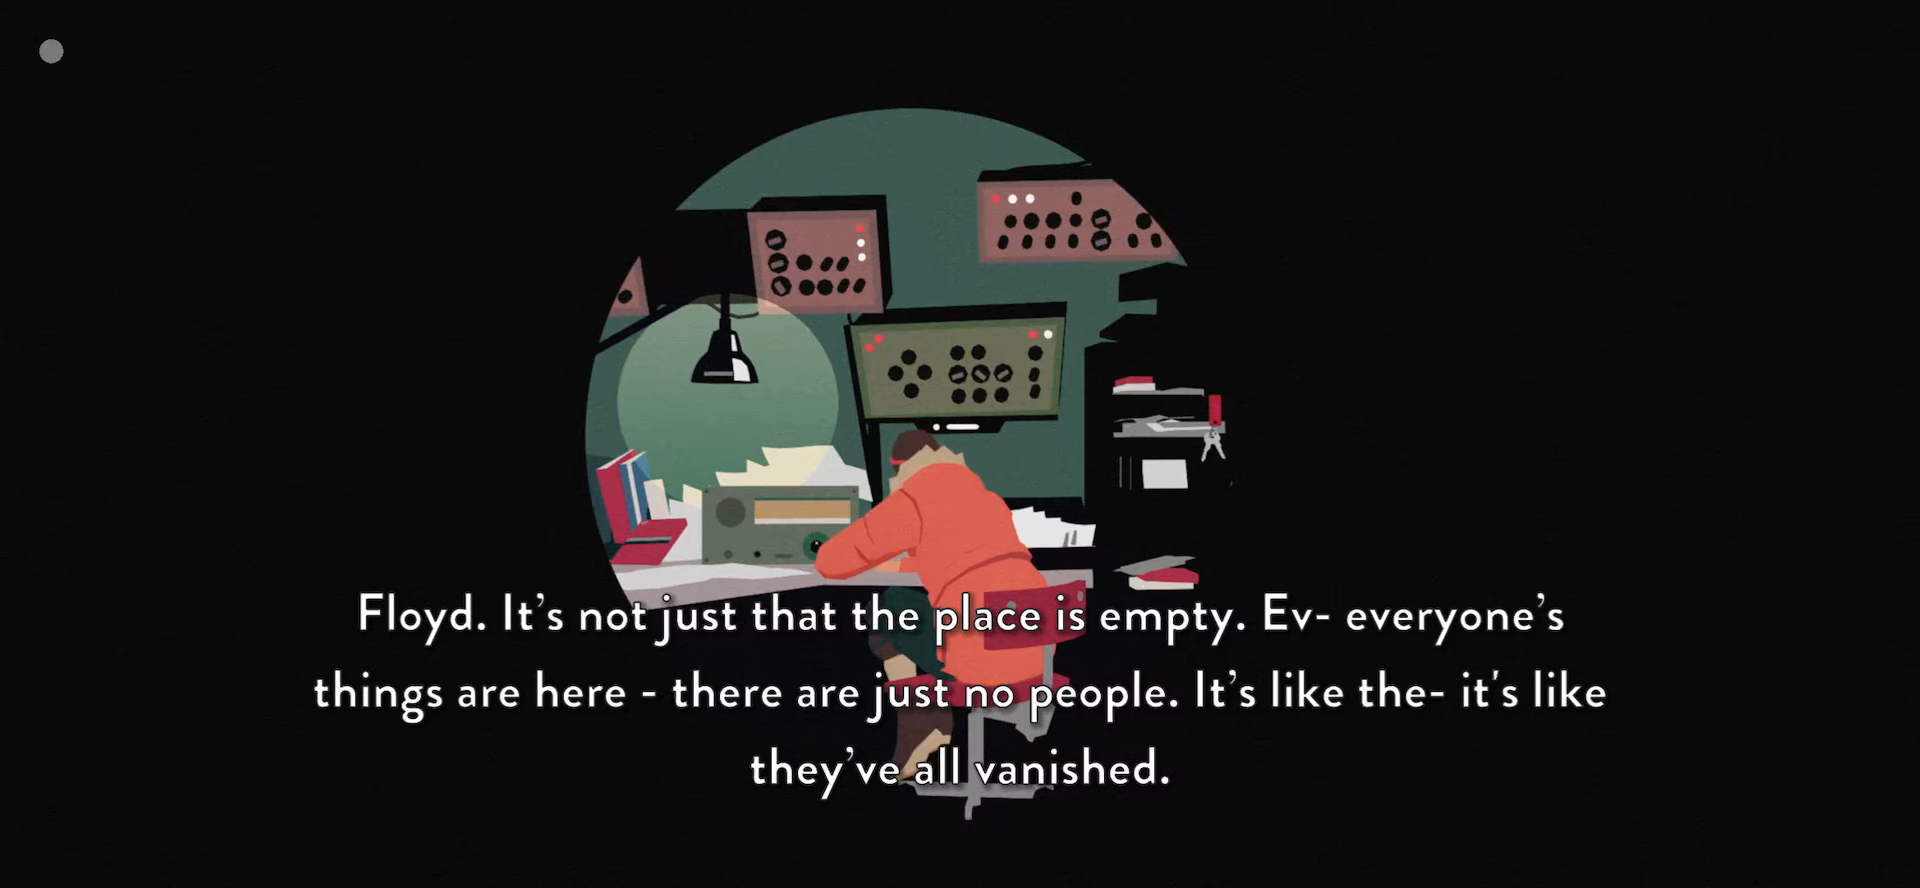 Floyd. It’s not just that the place is empty. Ev- everyone’s
things are here - there are just no people. It’s like the- it's like
they’ve all vanished.